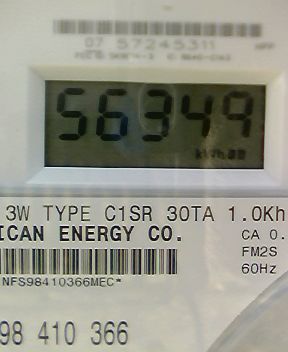 07 57245311
56349
kWh
3W TYPE C1SR 30TA 1.0Kh
ICAN ENERGY CO. CA 0.
FM2S
NFS98410366MEC* 60Hz
98 410 366